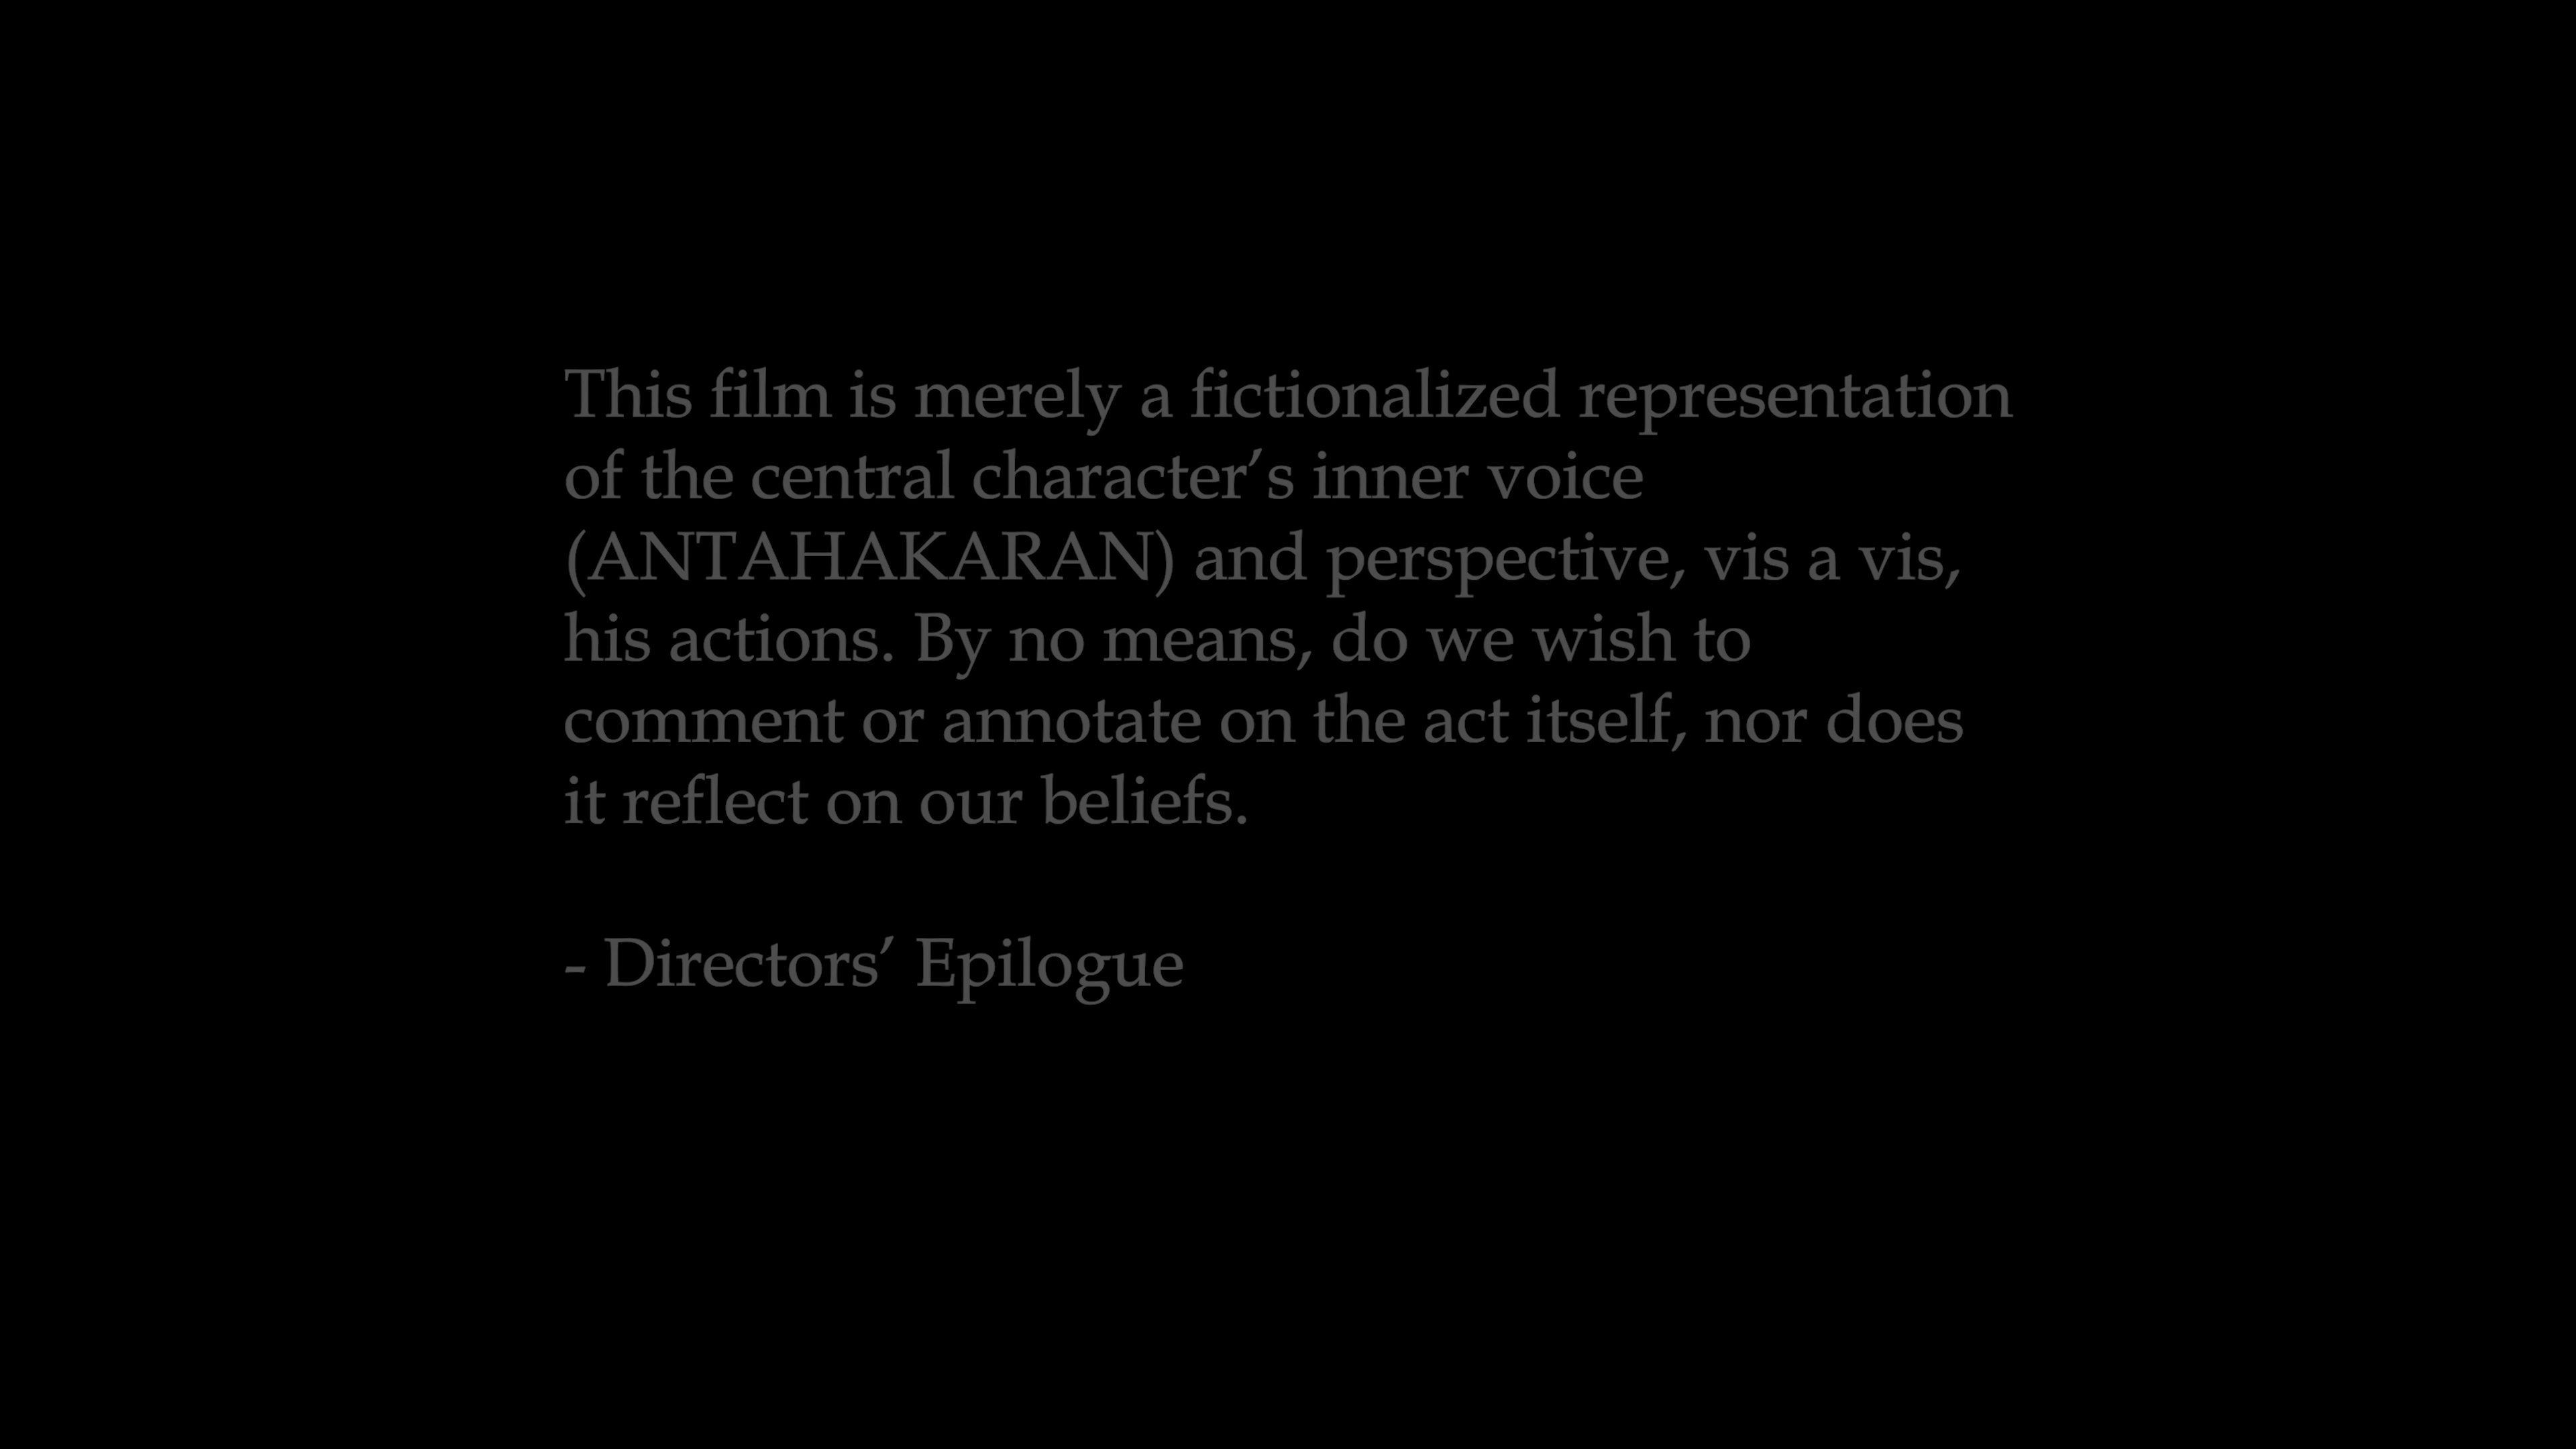 This film is merely a fictionalized representation
of the central character’s inner voice
(ANTAHAKARAN) and perspective, vis a vis,
his actions. By no means, do we wish to
comment or annotate on the act itself, nor does
it reflect on our beliefs.
- Directors’ Epilogue